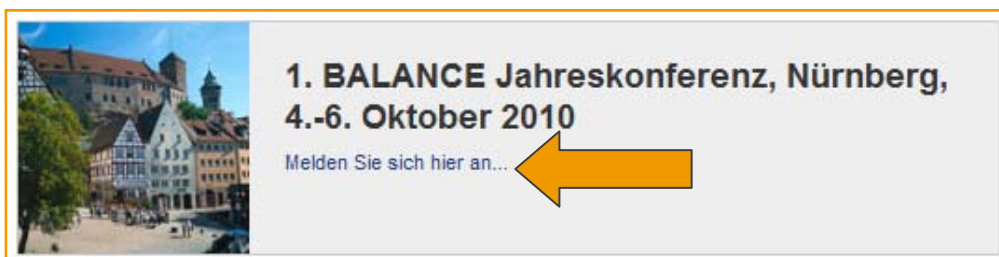 1. BALANCE Jahreskonferenz, Nürnberg,
4.-6. Oktober 2010
Melden Sie sich hier an...